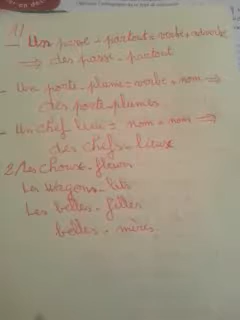 1/ Un passe-partout = verbe + adverbe
⇒ des passe-partout
- Un porte-plume = verbe + nom ⇒
des porte-plumes
- Un chef lieu = nom + nom ⇒
des chefs-lieux
2/ Les choux-fleurs
Les wagons-lits
Les belles-filles
belles-mères.